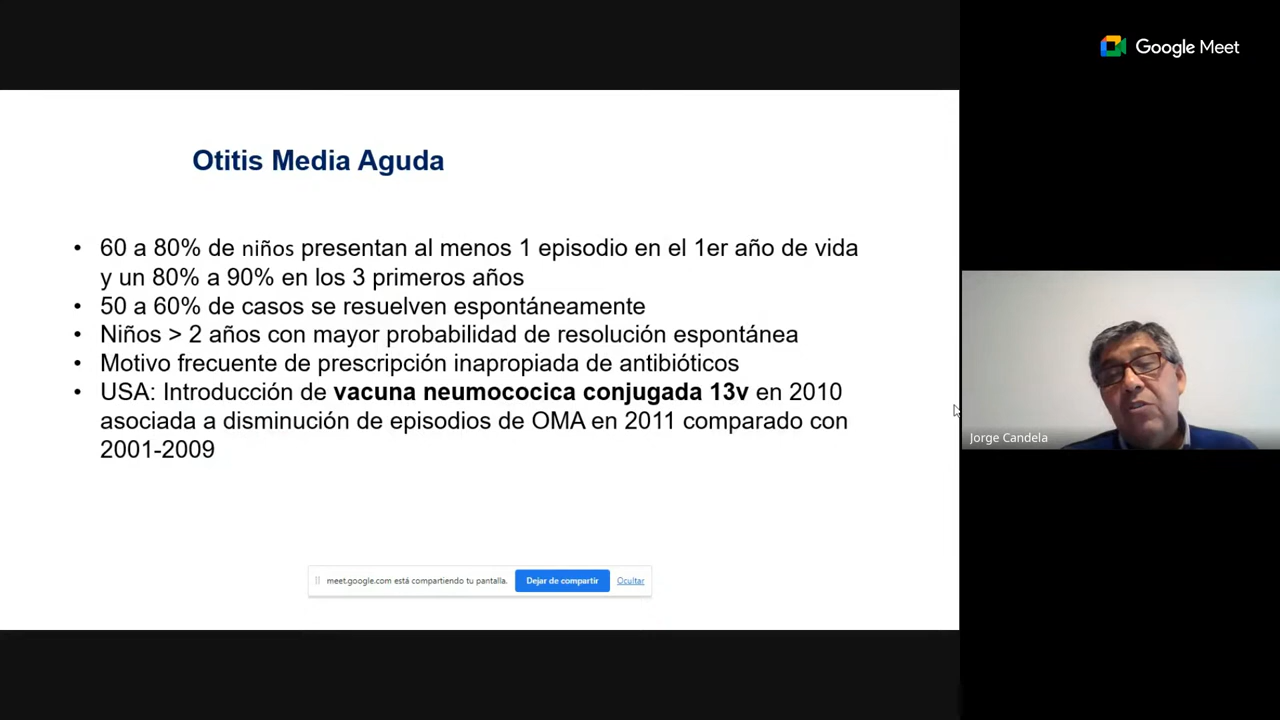 Google Meet
Otitis Media Aguda
• 60 a 80% de niños presentan al menos 1 episodio en el 1er año de vida
y un 80% a 90% en los 3 primeros años
• 50 a 60% de casos se resuelven espontáneamente
• Niños > 2 años con mayor probabilidad de resolución espontánea
• Motivo frecuente de prescripción inapropiada de antibióticos
• USA: Introducción de vacuna neumococica conjugada 13v en 2010
asociada a disminución de episodios de OMA en 2011 comparado con
2001-2009
Jorge Candela
meet.google.com está compartiendo tu pantalla. Dejar de compartir Ocultar